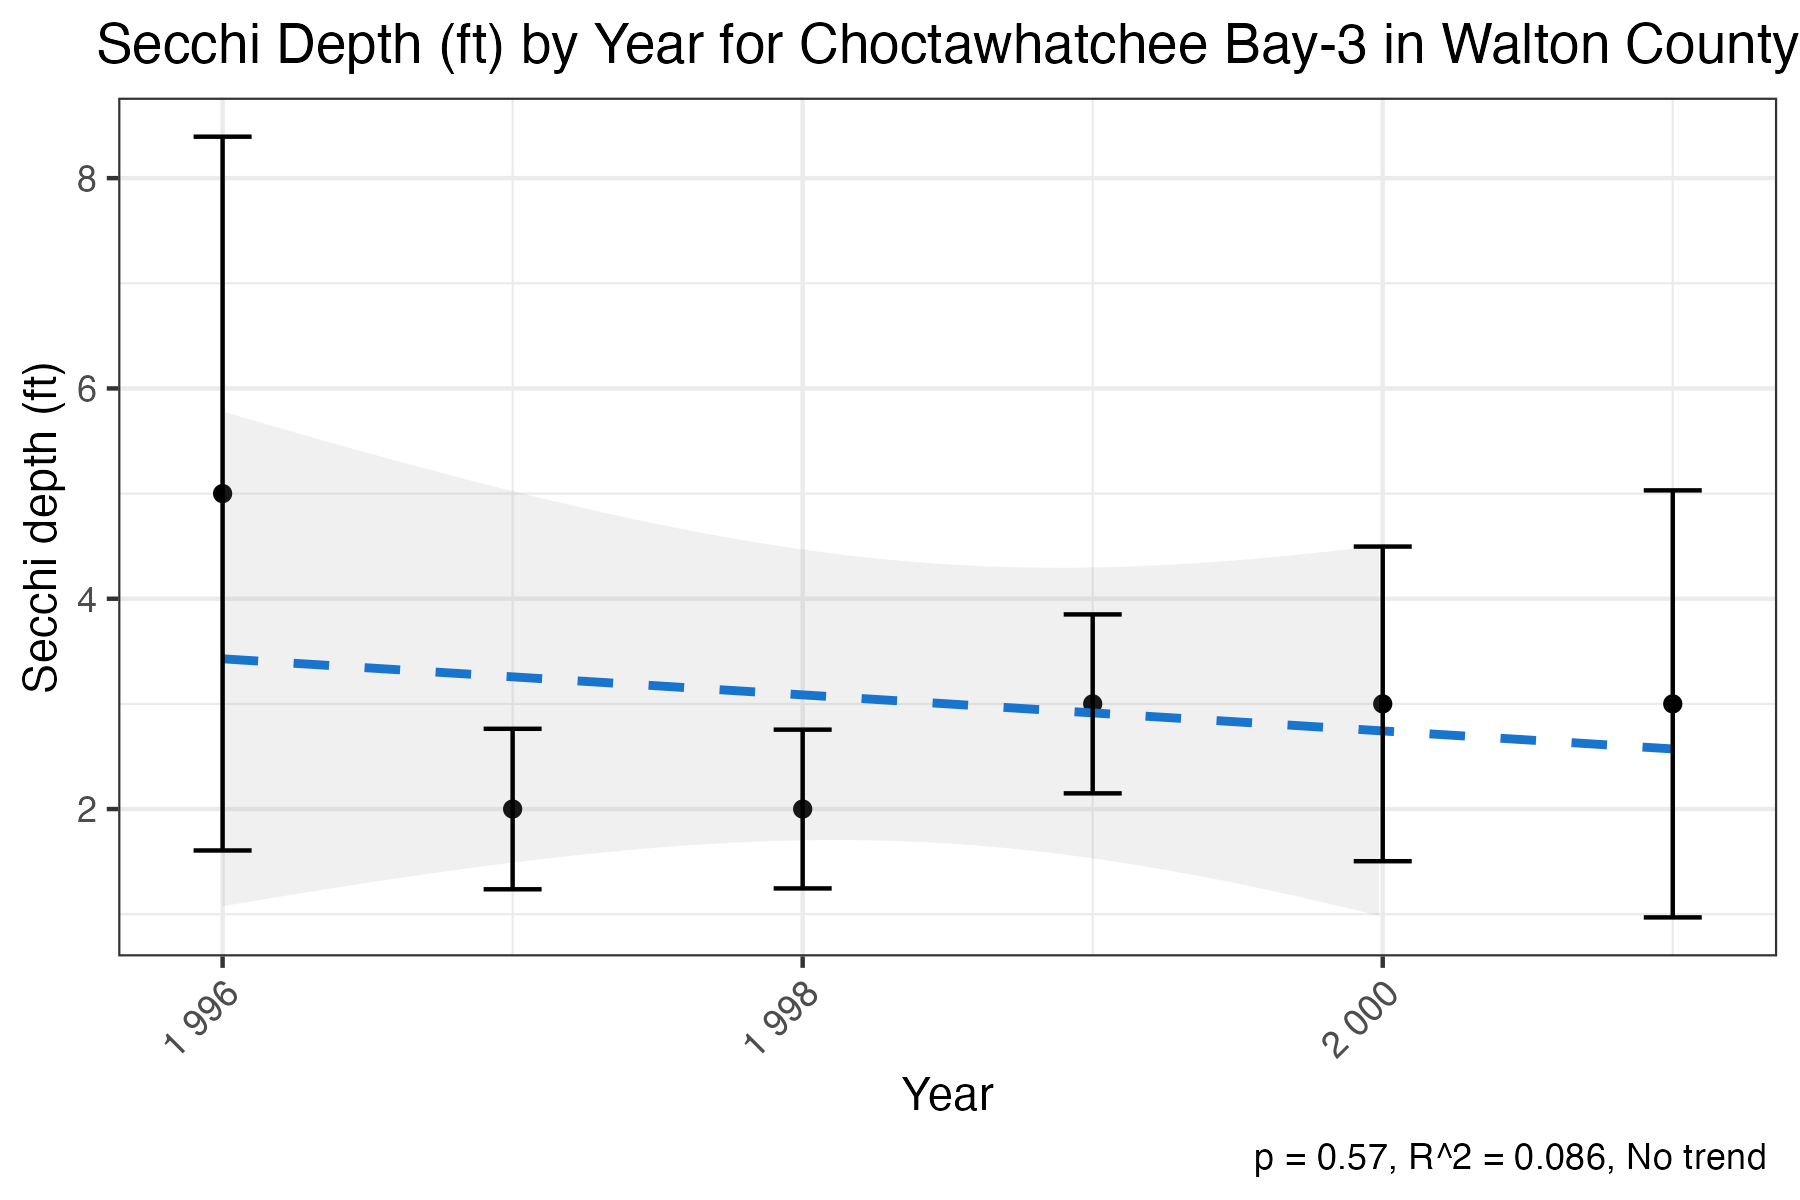 Secchi Depth (ft) by Year for Choctawhatchee Bay-3 in Walton County
Secchi depth (ft)
8
6
4
2
1 996
1 998
2 000
Year
p = 0.57, R^2 = 0.086, No trend